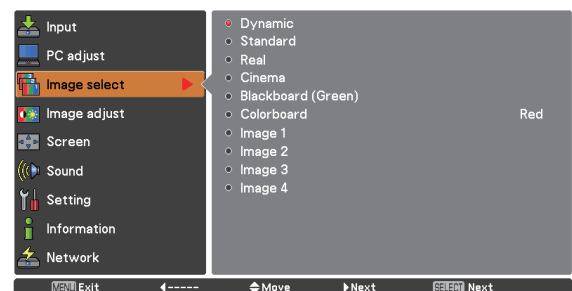 Input
PC adjust
Image select
Image adjust
Screen
Sound
Setting
Information
Network
Dynamic
Standard
Real
Cinema
Blackboard (Green)
Colorboard Red
Image 1
Image 2
Image 3
Image 4
MENU Exit ◀----- ◆Move ▶Next SELECT Next